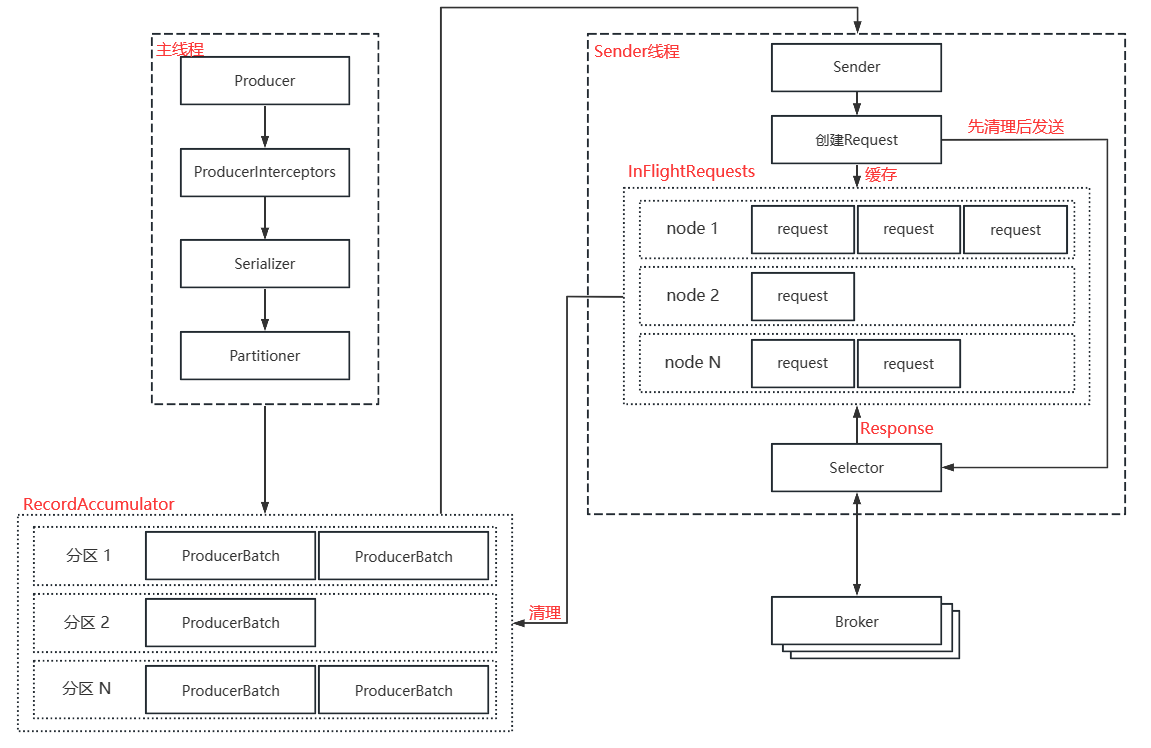 主线程
Producer
ProducerInterceptors
Serializer
Partitioner
RecordAccumulator
分区 1
ProducerBatch
ProducerBatch
分区 2
ProducerBatch
分区 N
ProducerBatch
ProducerBatch
清理
Sender线程
Sender
创建Request
先清理后发送
缓存
InFlightRequests
node 1
request
request
request
node 2
request
node N
request
request
Response
Selector
Broker